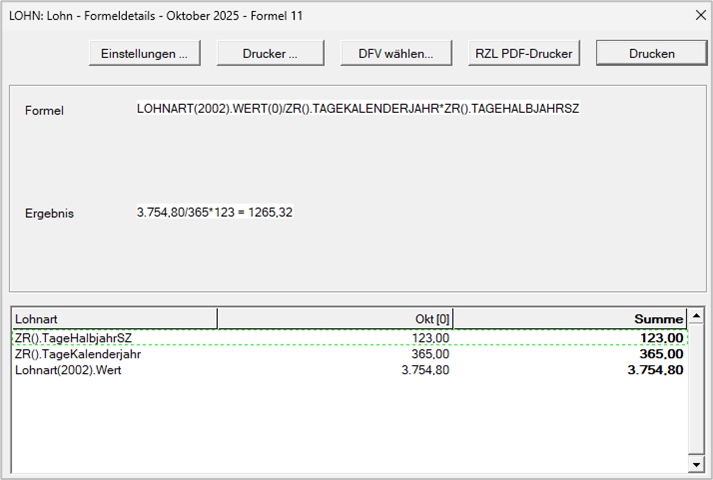 LOHN: Lohn - Formeldetails - Oktober 2025 - Formel 11
Einstellungen ... Drucker ... DFV wählen... RZL PDF-Drucker Drucken
Formel LOHNART(2002).WERT(0)/ZR().TAGEKALENDERJAHR*ZR().TAGEHALBJAHRSZ
Ergebnis 3.754,80/365*123 = 1265,32
Lohnart Okt [0] Summe
ZR().TageHalbjahrSZ 123,00 123,00
ZR().TageKalenderjahr 365,00 365,00
Lohnart(2002).Wert 3.754,80 3.754,80